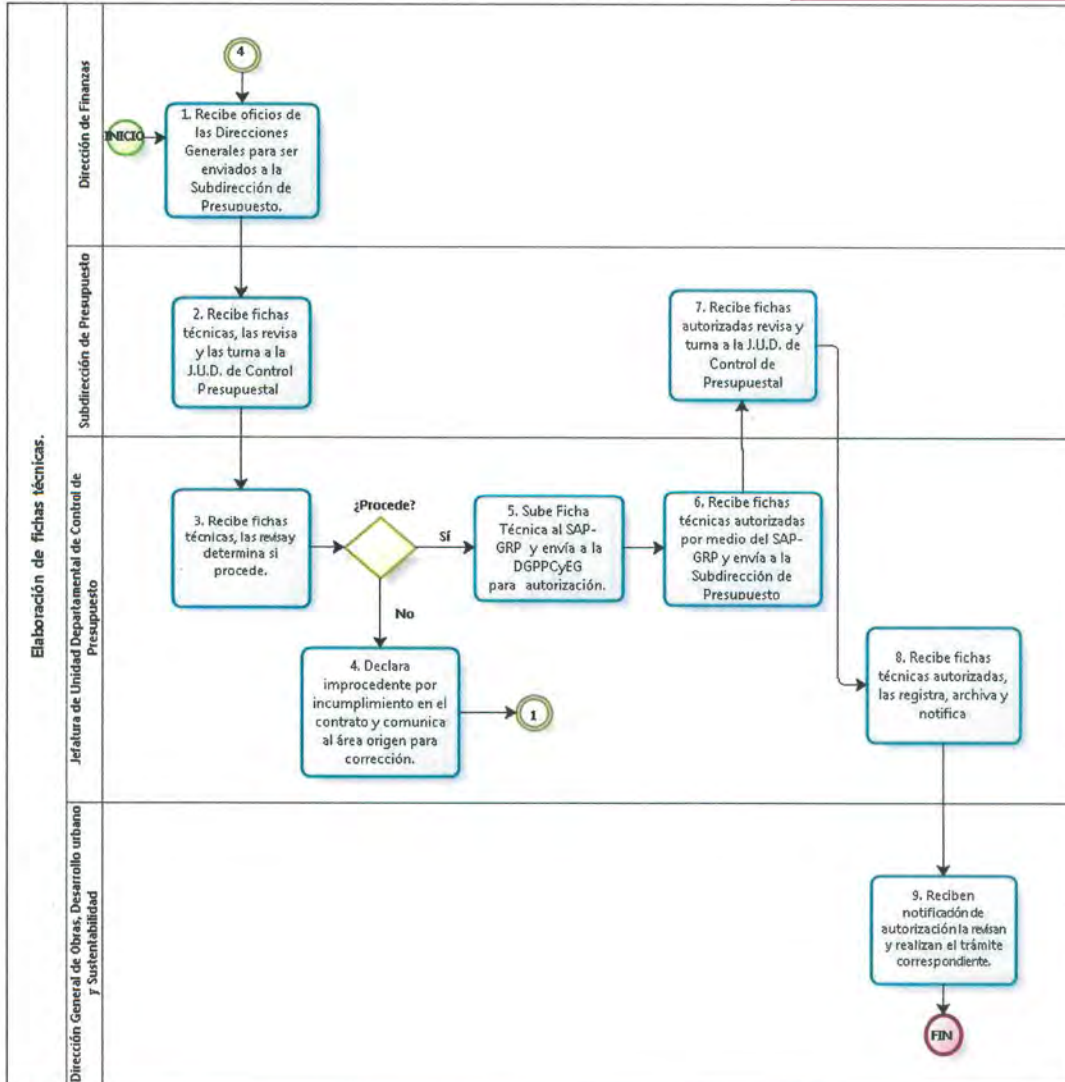 Elaboración de fichas técnicas.
Dirección de Finanzas
4
INICIO
1. Recibe oficios de
las Direcciones
Generales para ser
enviados a la
Subdirección de
Presupuesto.
Subdirección de Presupuesto
2. Recibe fichas
técnicas, las revisa
y las turna a la
J.U.D. de Control
Presupuestal
7. Recibe fichas
autorizadas revisa y
turna a la J.U.D. de
Control de
Presupuestal
Jefatura de Unidad Departamental de Control de
Presupuesto
3. Recibe fichas
técnicas, las revisay
determina si
procede.
¿Procede?
Sí
No
5. Sube Ficha
Técnica al SAP-
GRP y envía a la
DGPPCyEG
para autorización.
6. Recibe fichas
técnicas autorizadas
por medio del SAP-
GRP y envía a la
Subdirección de
Presupuesto
4. Declara
improcedente por
incumplimiento en el
contrato y comunica
al área origen para
corrección.
1
8. Recibe fichas
técnicas autorizadas,
las registra, archiva y
notifica
Dirección General de Obras, Desarrollo urbano
y Sustentabilidad
9. Reciben
notificación de
autorización la revisan
y realizan el trámite
correspondiente.
FIN